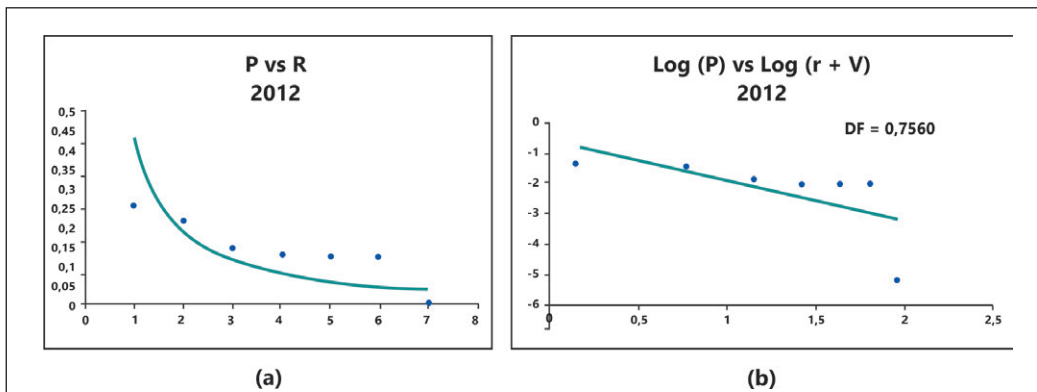 P vs R
2012
0,5
0,45
0,4
0,35
0,3
0,25
0,2
0,15
0,1
0,05
0
0 1 2 3 4 5 6 7 8
(a)
Log (P) vs Log (r + V)
2012
DF = 0,7560
0
-1
-2
-3
-4
-5
-6
0 0,5 1 1,5 2 2,5
(b)